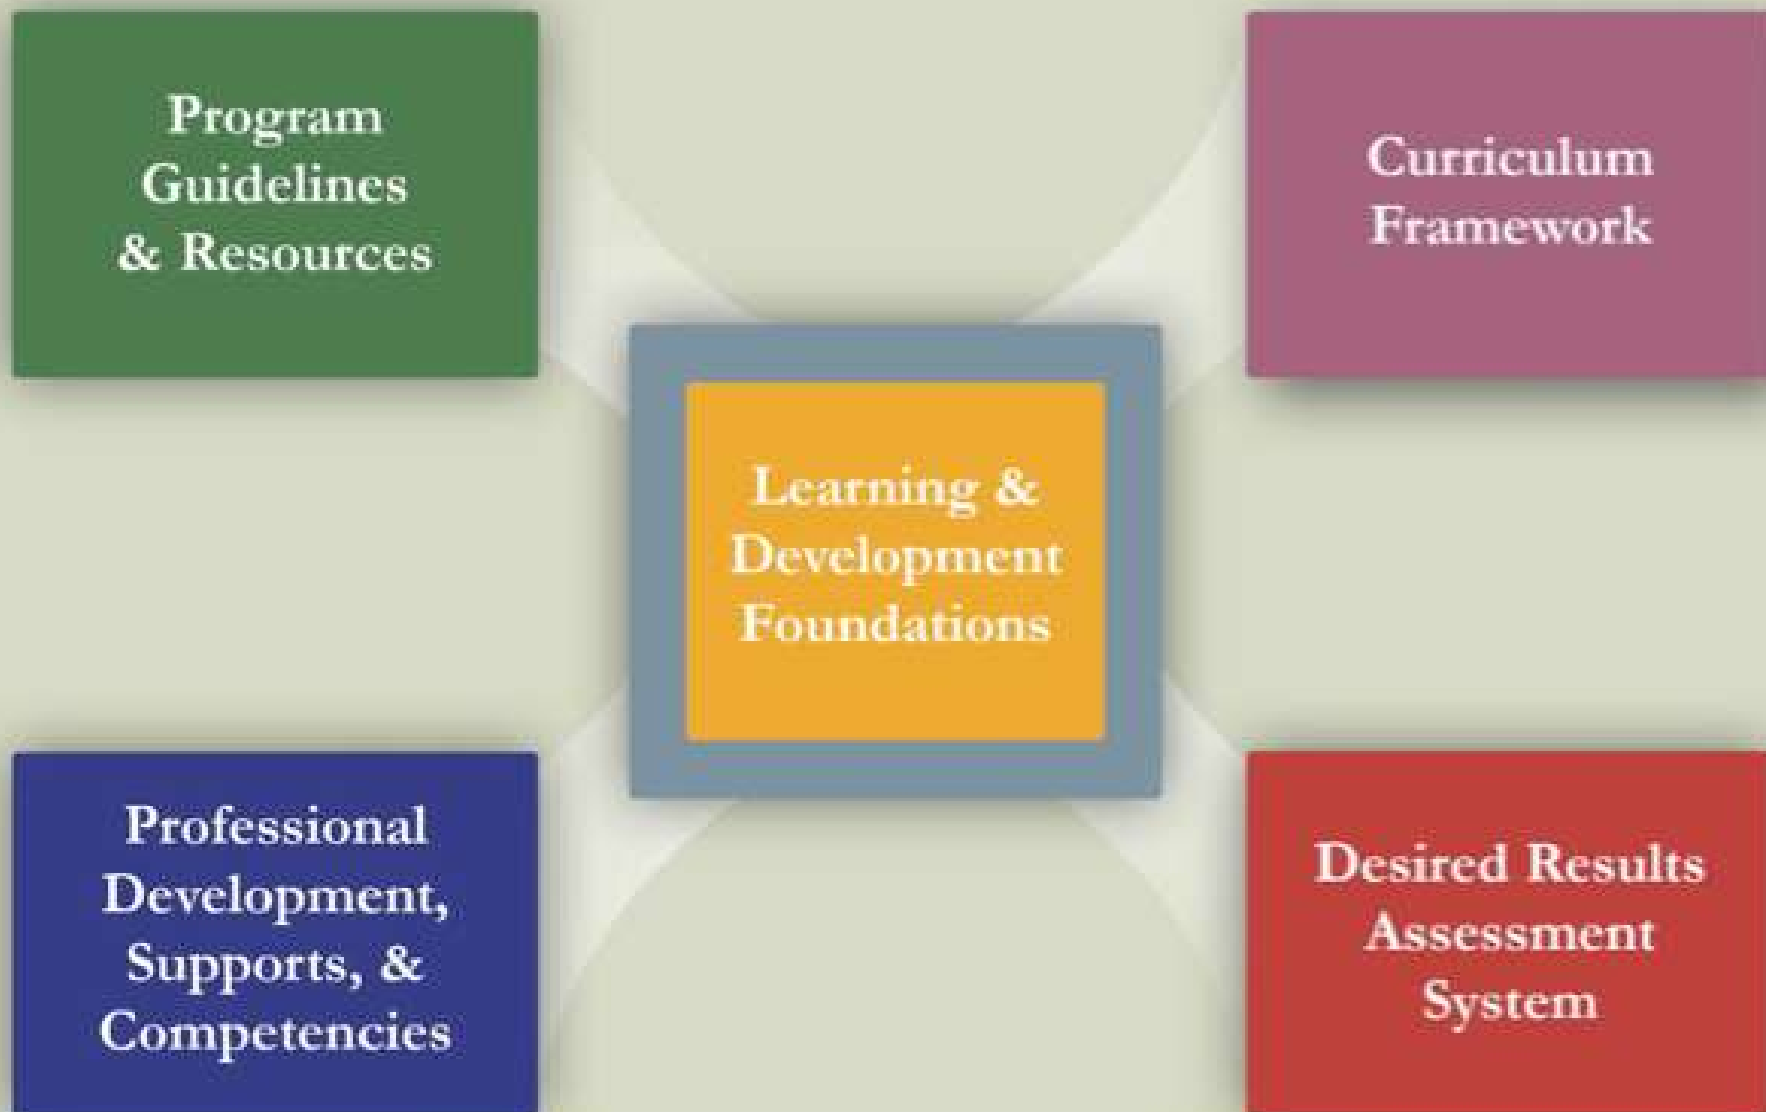 Program
Guidelines
& Resources
Curriculum
Framework
Learning &
Development
Foundations
Professional
Development,
Supports, &
Competencies
Desired Results
Assessment
System